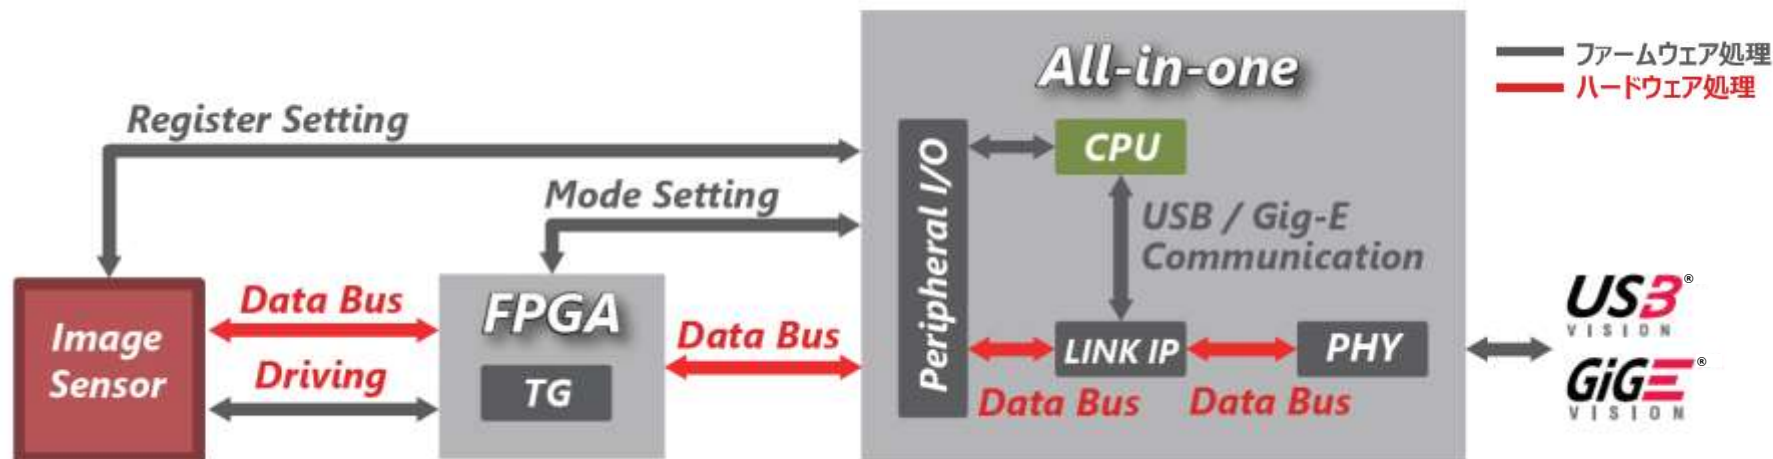 All-in-one
ファームウェア処理
ハードウェア処理
Register Setting
Mode Setting
Peripheral I/O
CPU
USB / Gig-E
Communication
Image
Sensor
Data Bus
Driving
FPGA
TG
Data Bus
LINK IP
PHY
Data Bus
Data Bus
USB®
VISION
GiGE®
VISION